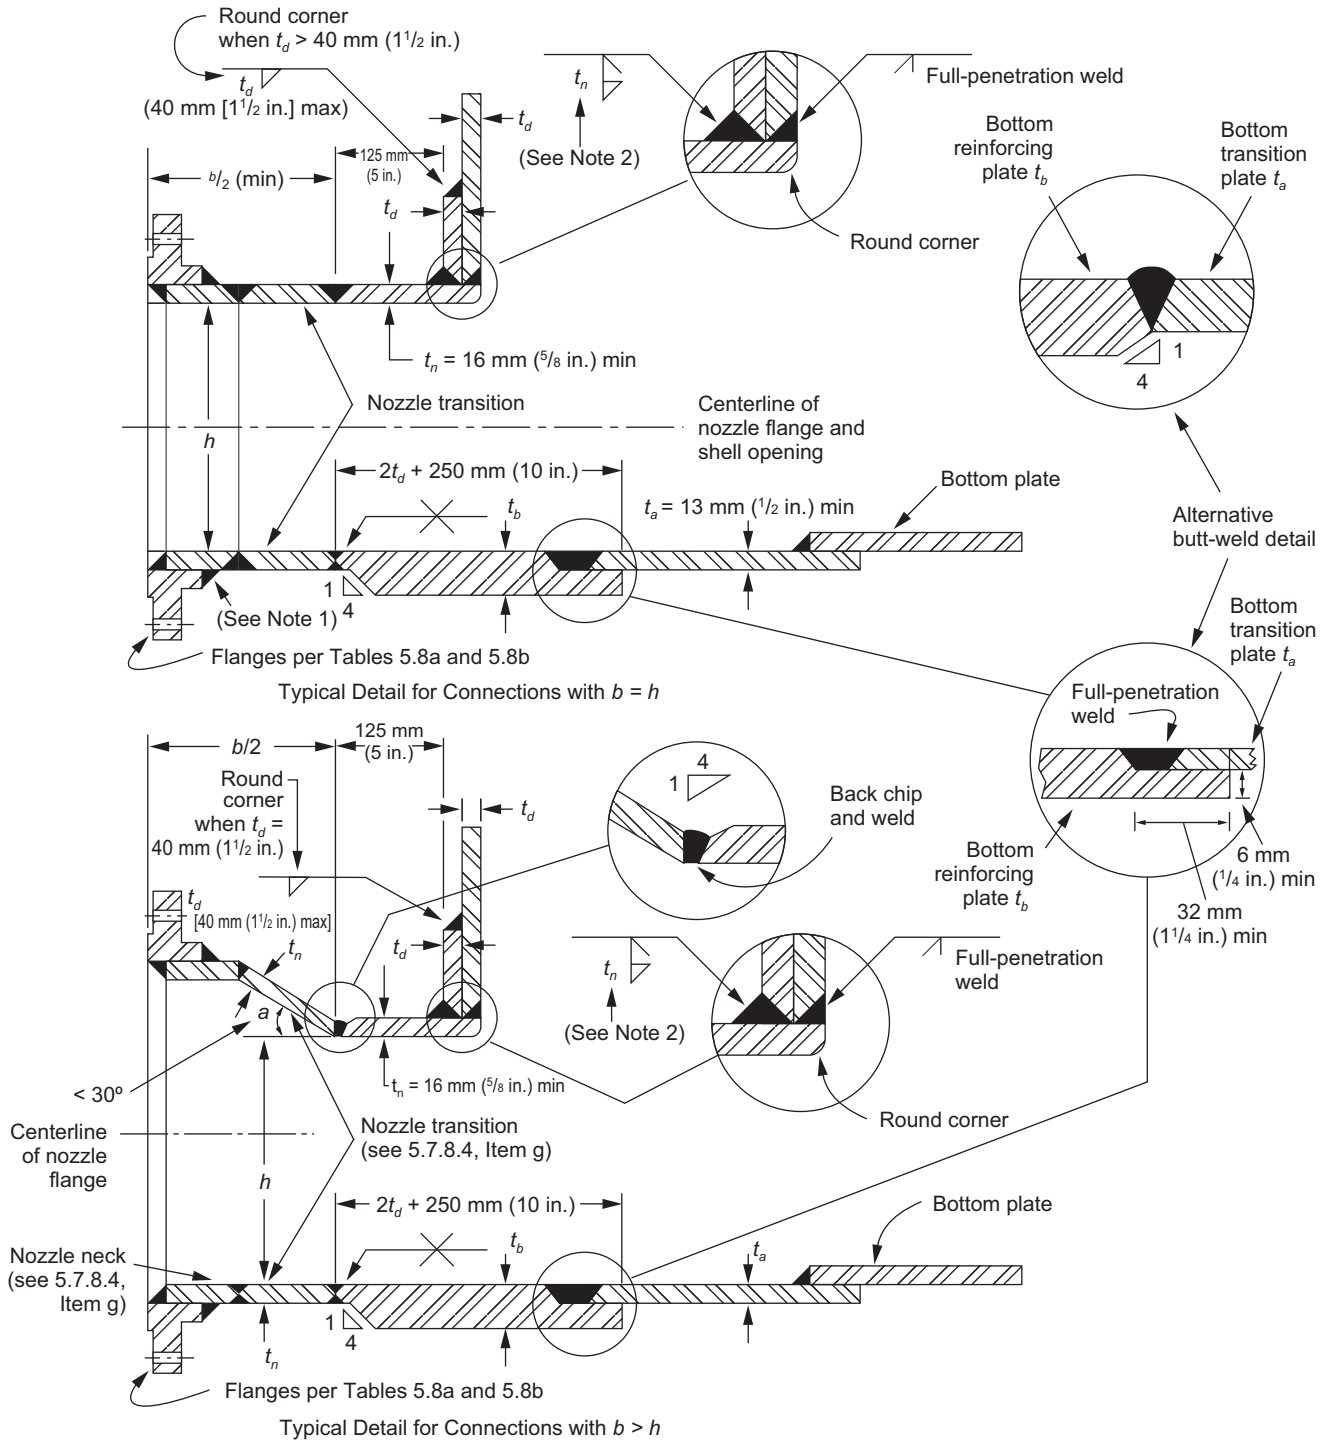 Round corner
when td > 40 mm (1 1/2 in.)
td
(40 mm [1 1/2 in.] max)
tn
(See Note 2)
Full-penetration weld
Round corner
td
125 mm
(5 in.)
b/2 (min)
td
Bottom
reinforcing
plate tb
Bottom
transition
plate ta
1
4
tn = 16 mm (5/8 in.) min
Nozzle transition
Centerline of
nozzle flange and
shell opening
h
2td + 250 mm (10 in.)
tb
ta = 13 mm (1/2 in.) min
Bottom plate
Alternative
butt-weld detail
1
4
(See Note 1)
Flanges per Tables 5.8a and 5.8b
Typical Detail for Connections with b = h
Bottom
transition
plate ta
Full-penetration
weld
Bottom
reinforcing
plate tb
6 mm
(1/4 in.) min
32 mm
(1 1/4 in.) min
b/2
125 mm
(5 in.)
Round
corner
when td =
40 mm (1 1/2 in.)
td
4
1
Back chip
and weld
td
[40 mm (1 1/2 in.) max]
tn
td
tn
(See Note 2)
Full-penetration
weld
Round corner
a
< 30º
tn = 16 mm (5/8 in.) min
Centerline
of nozzle
flange
Nozzle transition
(see 5.7.8.4, Item g)
h
2td + 250 mm (10 in.)
Bottom plate
tb
ta
Nozzle neck
(see 5.7.8.4,
Item g)
1
4
tn
Flanges per Tables 5.8a and 5.8b
Typical Detail for Connections with b > h